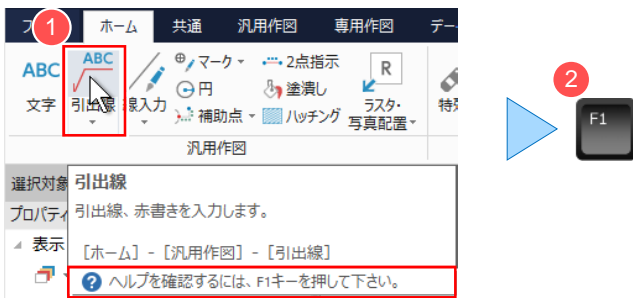 1
ホーム 共通 汎用作図 専用作図
ABC 文字
ABC 引出線
線入力
マーク
円
補助点
2点指示
塗潰し
ハッチング
R
ラスタ・
写真配置
汎用作図
選択対象
プロパティ
表示
引出線
引出線、赤書きを入力します。
[ホーム] - [汎用作図] - [引出線]
? ヘルプを確認するには、F1キーを押して下さい。
2
F1